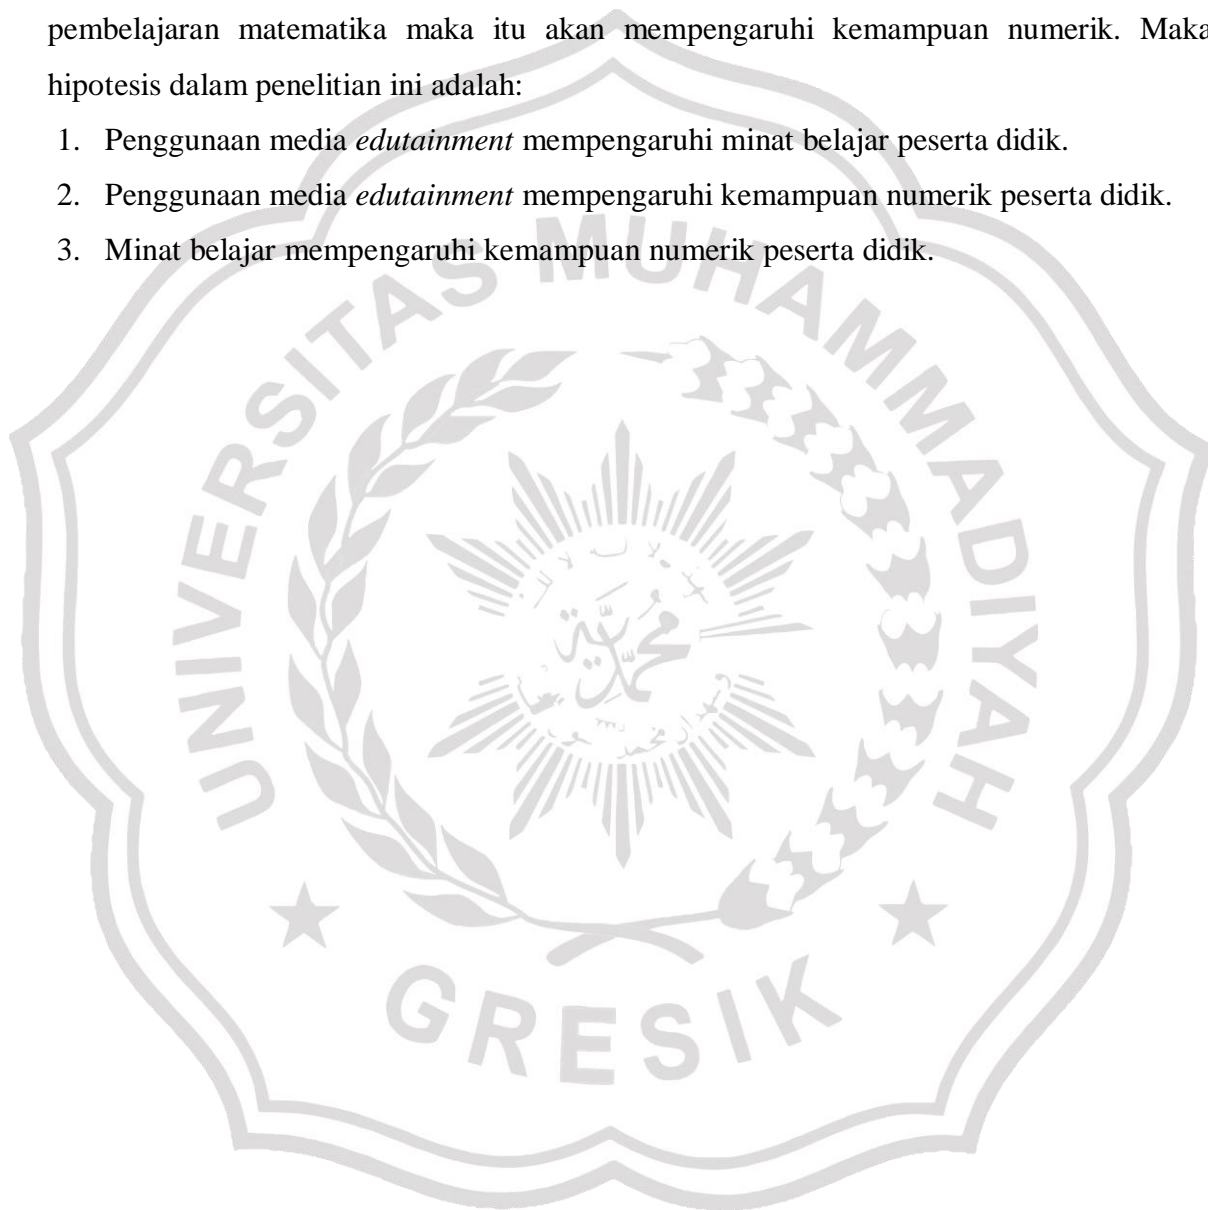 pembelajaran matematika maka itu akan mempengaruhi kemampuan numerik. Maka
hipotesis dalam penelitian ini adalah:
1. Penggunaan media edutainment mempengaruhi minat belajar peserta didik.
2. Penggunaan media edutainment mempengaruhi kemampuan numerik peserta didik.
3. Minat belajar mempengaruhi kemampuan numerik peserta didik.
UNIVERSITAS MUHAMMADIYAH
محمدية
GRESIK